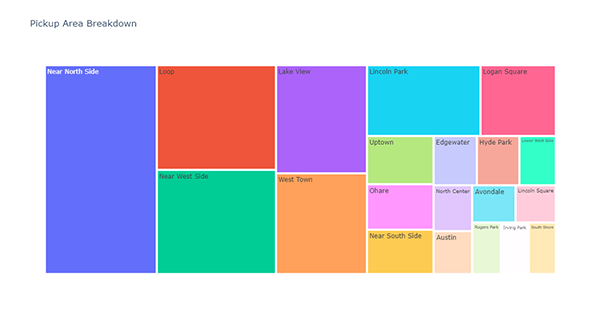 Pickup Area Breakdown
Near North Side
Loop
Lake View
Lincoln Park
Logan Square
Uptown
Edgewater
Hyde Park
Lower West Side
Near West Side
West Town
Ohare
North Center
Avondale
Lincoln Square
Near South Side
Austin
Rogers Park
Irving Park
South Shore